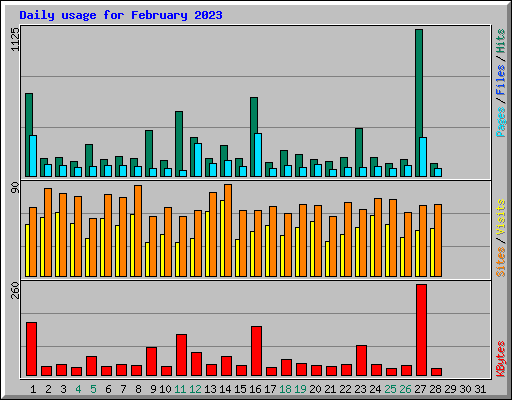 Daily usage for February 2023
1125
Pages / Files / Hits
90
Sites / Visits
260
KBytes
1 2 3 4 5 6 7 8 9 10 11 12 13 14 15 16 17 18 19 20 21 22 23 24 25 26 27 28 29 30 31